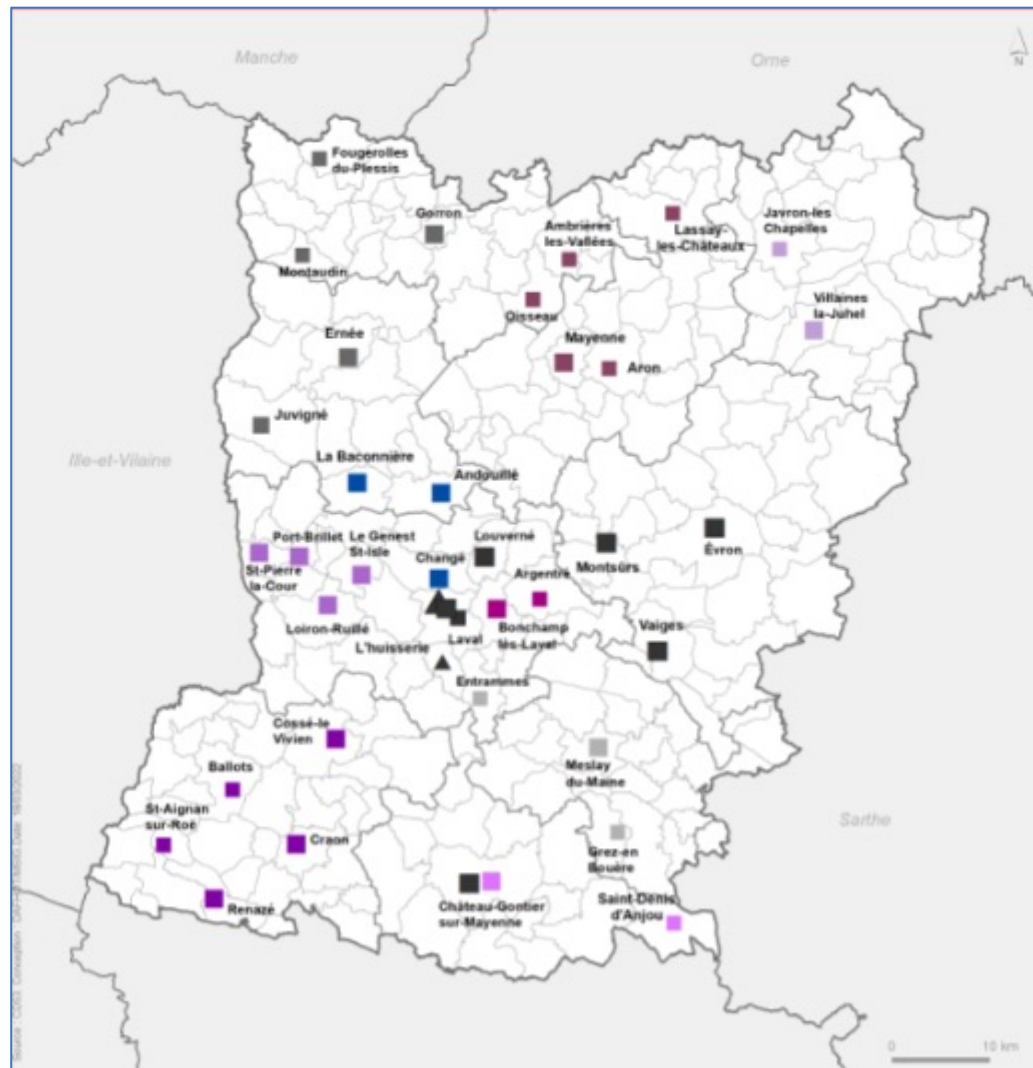 Manche
Orne
N
Fougerolles
du-Plessis
Gorron
Ambrières
les-Vallées
Lassay-
les-Châteaux
Javron-les
Chapelles
Montaudin
Oisseau
Villaines
la-Juhel
Ernée
Mayenne
Aron
Juvigné
Ille-et-Vilaine
La Baconnière
Andouillé
Port-Brillet
Le Genest
St-Isle
Changé
Louverné
Montsûrs
Évron
St-Pierre
la-Cour
Argentré
Loiron-Ruillé
L'huisserie
Laval
Bonchamp
lès-Laval
Vaiges
Entrammes
Cossé-le
Vivien
Meslay
du-Maine
Ballots
St-Aignan
sur-Roë
Craon
Sarthe
Grez-en
Bouère
Renazé
Château-Gontier
sur-Mayenne
Saint-Denis
d'Anjou
0 10 km